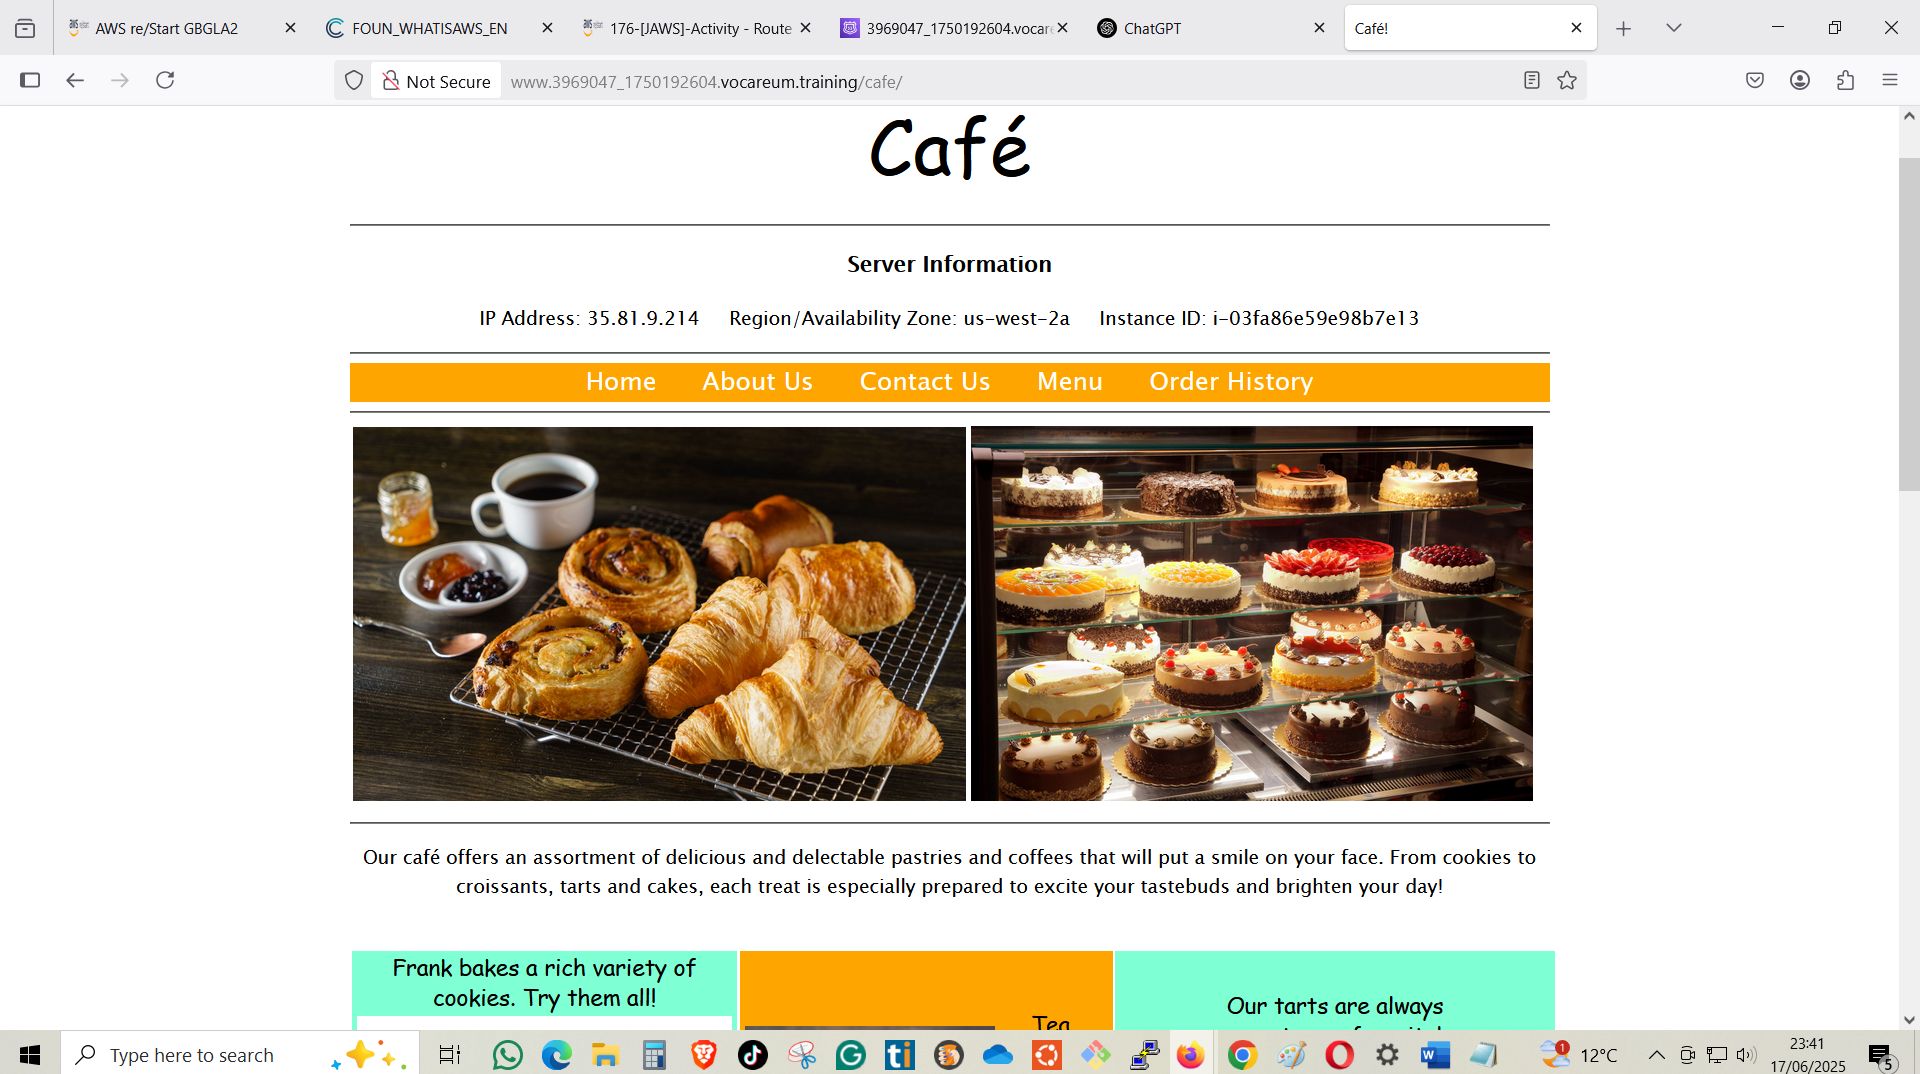 AWS re/Start GBGLA2
FOUN_WHATISAWS_EN
176-[JAWS]-Activity - Route
3969047_1750192604.vocare
ChatGPT
Café!
Not Secure
www.3969047_1750192604.vocareum.training/cafe/
Café
Server Information
IP Address: 35.81.9.214 Region/Availability Zone: us-west-2a Instance ID: i-03fa86e59e98b7e13
Home About Us Contact Us Menu Order History
Our café offers an assortment of delicious and delectable pastries and coffees that will put a smile on your face. From cookies to
croissants, tarts and cakes, each treat is especially prepared to excite your tastebuds and brighten your day!
Frank bakes a rich variety of
cookies. Try them all!
Tea
Our tarts are always
Type here to search
ti
1
12°C
23:41
17/06/2025
5